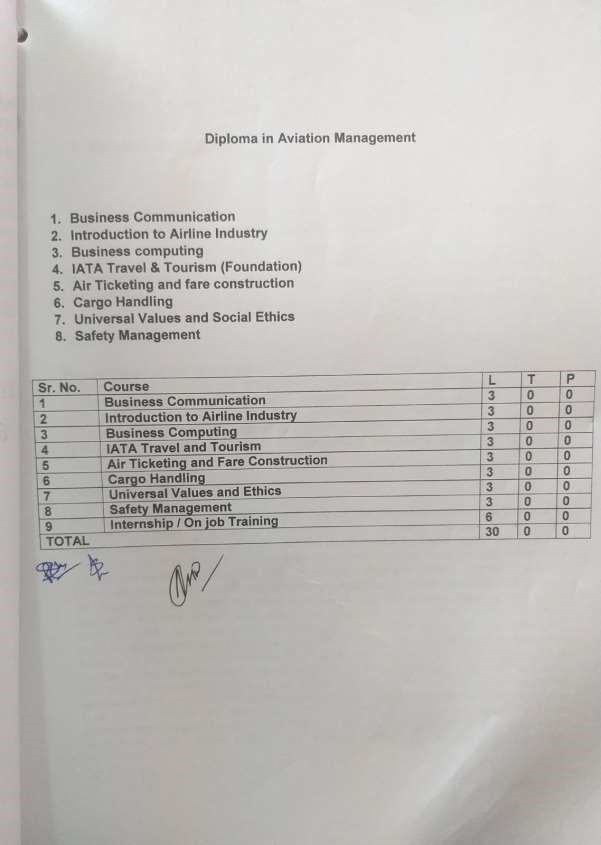 Diploma in Aviation Management
1. Business Communication
2. Introduction to Airline Industry
3. Business computing
4. IATA Travel & Tourism (Foundation)
5. Air Ticketing and fare construction
6. Cargo Handling
7. Universal Values and Social Ethics
8. Safety Management
Sr. No. Course L T P
1 Business Communication 3 0 0
2 Introduction to Airline Industry 3 0 0
3 Business Computing 3 0 0
4 IATA Travel and Tourism 3 0 0
5 Air Ticketing and Fare Construction 3 0 0
6 Cargo Handling 3 0 0
7 Universal Values and Ethics 3 0 0
8 Safety Management 3 0 0
9 Internship / On job Training 6 0 0
TOTAL 30 0 0